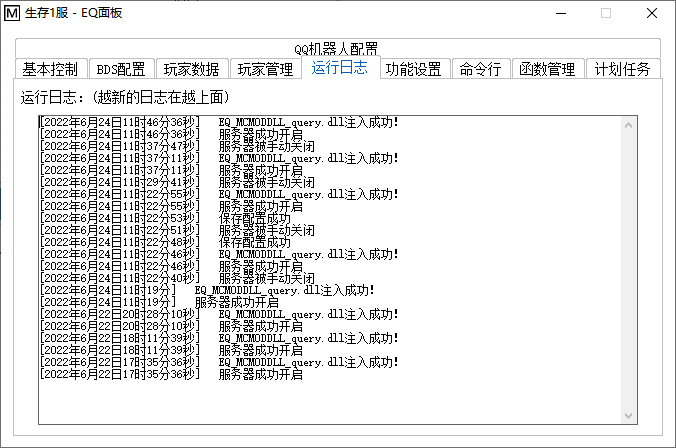 M 生存1服 - EQ面板
QQ机器人配置
基本控制 BDS配置 玩家数据 玩家管理 运行日志 功能设置 命令行 函数管理 计划任务
运行日志：(越新的日志在越上面)
[2022年6月24日11时46分36秒] EQ_MCMODDLL_query.dll注入成功!
[2022年6月24日11时46分36秒] 服务器成功开启
[2022年6月24日11时37分47秒] 服务器被手动关闭
[2022年6月24日11时37分11秒] EQ_MCMODDLL_query.dll注入成功!
[2022年6月24日11时37分11秒] 服务器成功开启
[2022年6月24日11时29分41秒] 服务器被手动关闭
[2022年6月24日11时22分55秒] EQ_MCMODDLL_query.dll注入成功!
[2022年6月24日11时22分55秒] 服务器成功开启
[2022年6月24日11时22分53秒] 保存配置成功
[2022年6月24日11时22分51秒] 服务器被手动关闭
[2022年6月24日11时22分48秒] 保存配置成功
[2022年6月24日11时22分46秒] EQ_MCMODDLL_query.dll注入成功!
[2022年6月24日11时22分46秒] 服务器成功开启
[2022年6月24日11时22分40秒] 服务器被手动关闭
[2022年6月24日11时19分] EQ_MCMODDLL_query.dll注入成功!
[2022年6月24日11时19分] 服务器成功开启
[2022年6月22日20时28分10秒] EQ_MCMODDLL_query.dll注入成功!
[2022年6月22日20时28分10秒] 服务器成功开启
[2022年6月22日18时11分39秒] EQ_MCMODDLL_query.dll注入成功!
[2022年6月22日18时11分39秒] 服务器成功开启
[2022年6月22日17时35分36秒] EQ_MCMODDLL_query.dll注入成功!
[2022年6月22日17时35分36秒] 服务器成功开启